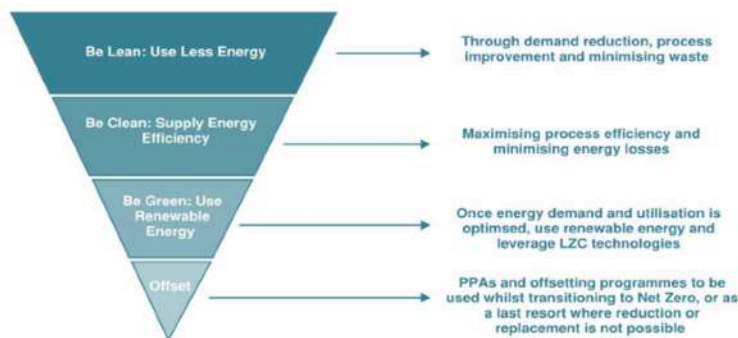 Be Lean: Use Less Energy
Through demand reduction, process
improvement and minimising waste
Be Clean: Supply Energy
Efficiency
Maximising process efficiency and
minimising energy losses
Be Green: Use
Renewable
Energy
Once energy demand and utilisation is
optimsed, use renewable energy and
leverage LZC technologies
Offset
PPAs and offsetting programmes to be
used whilst transitioning to Net Zero, or as
a last resort where reduction or
replacement is not possible